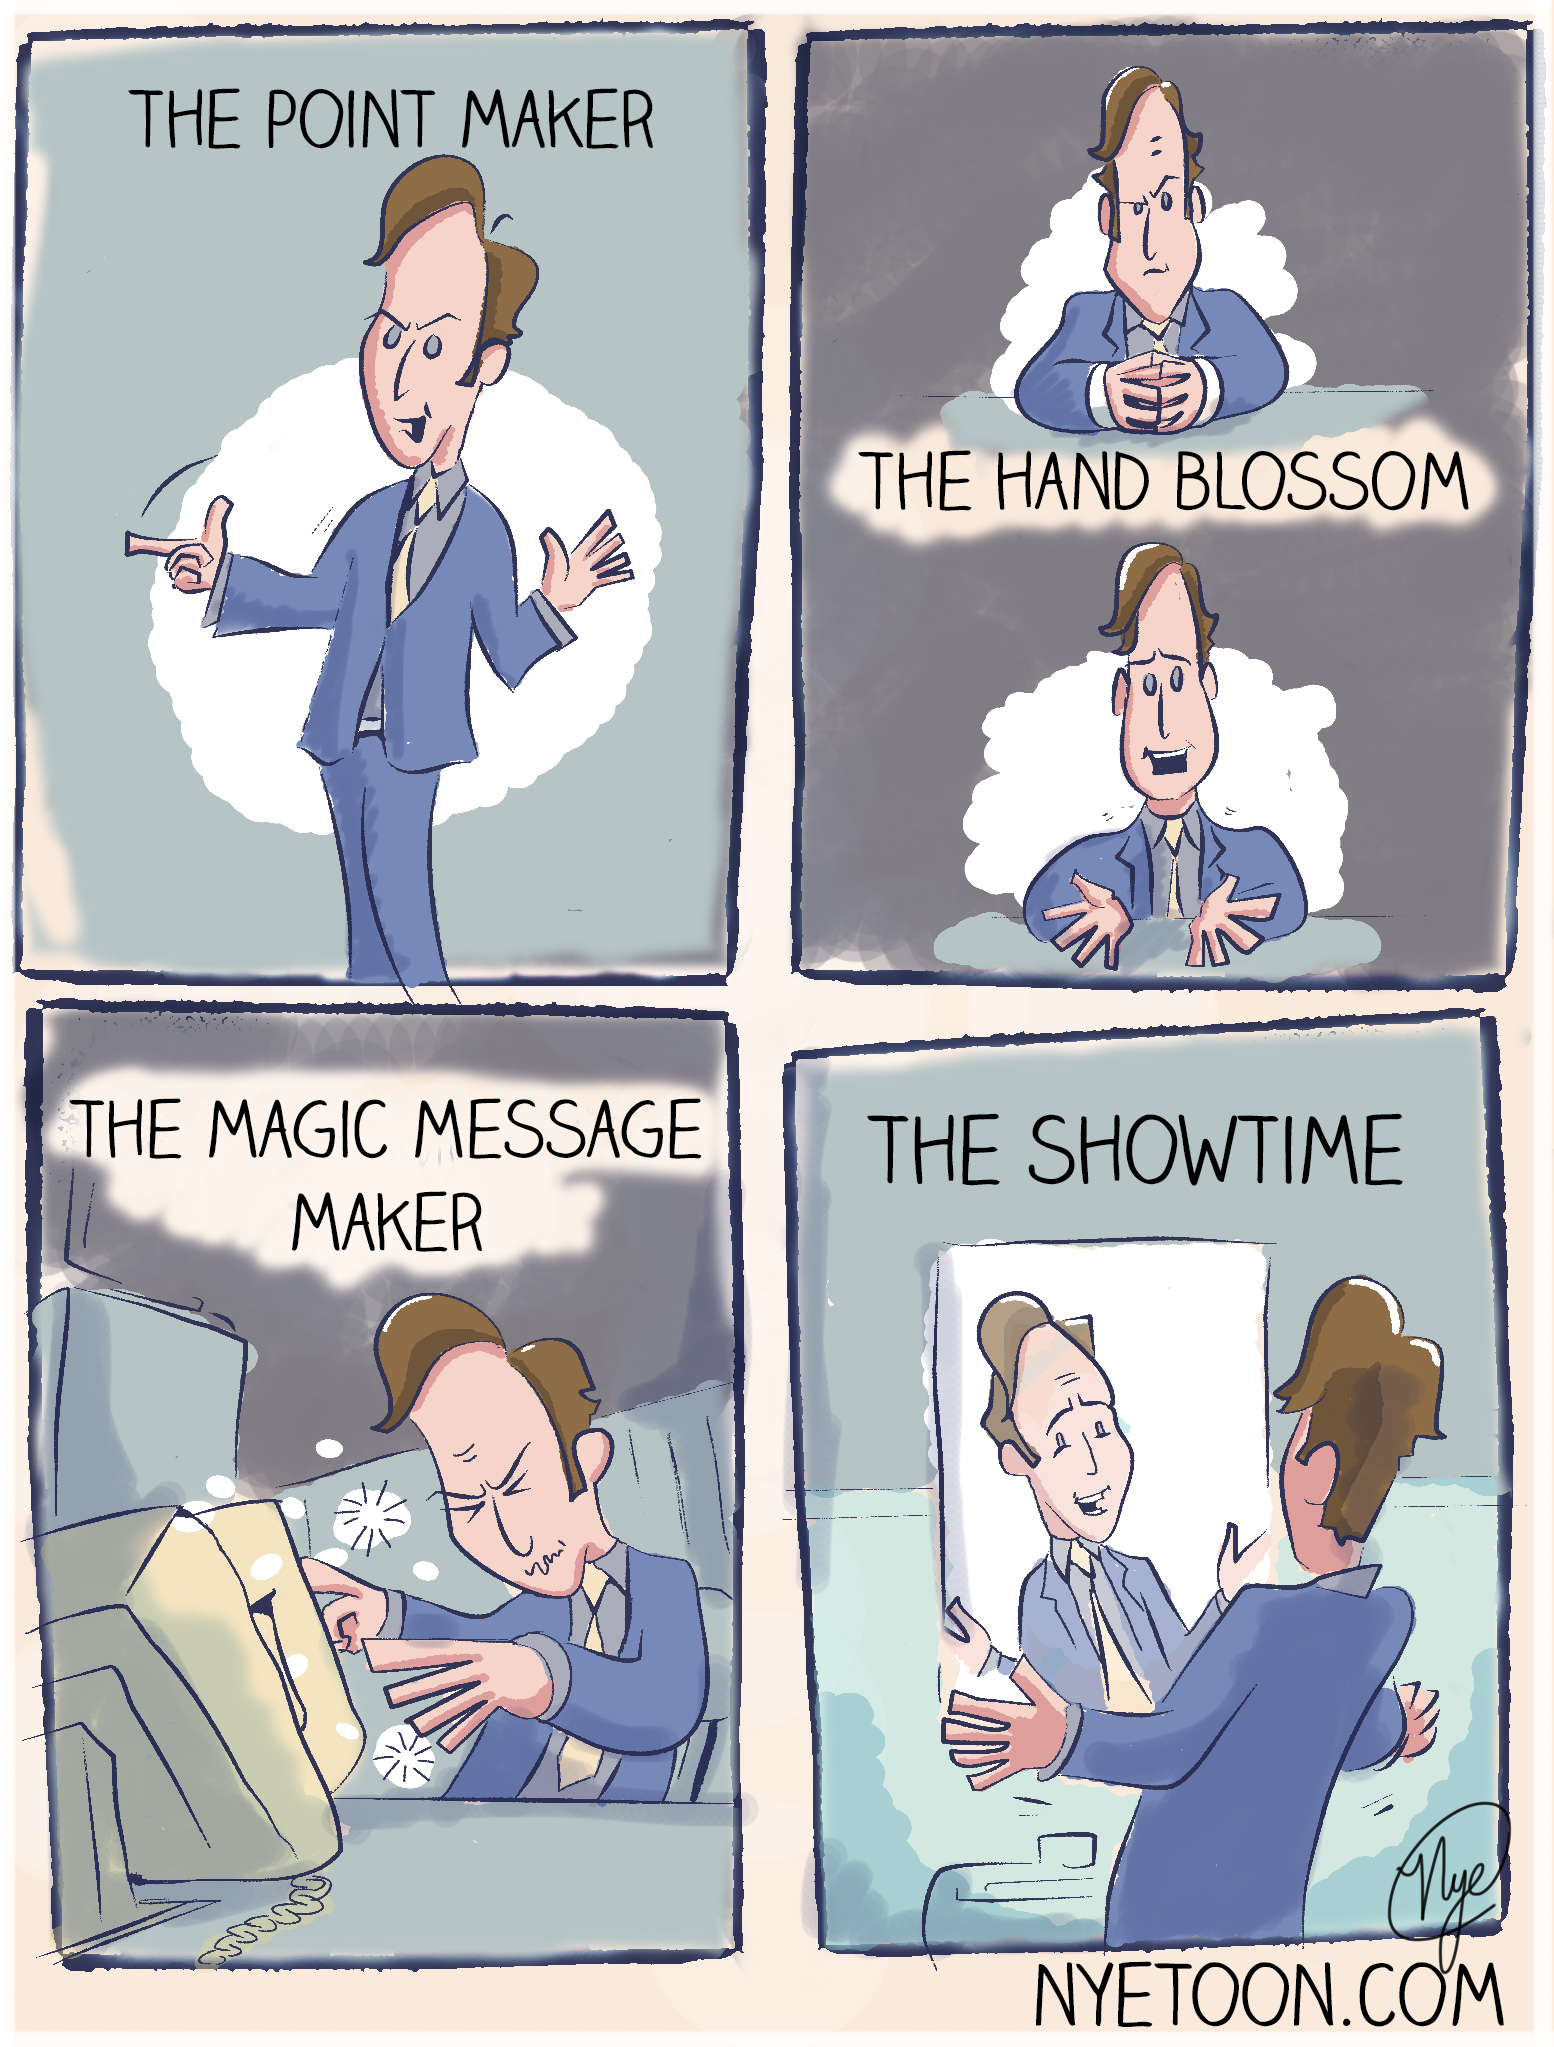 THE POINT MAKER
THE HAND BLOSSOM
THE MAGIC MESSAGE
MAKER
THE SHOWTIME
Nye
NYETOON.COM